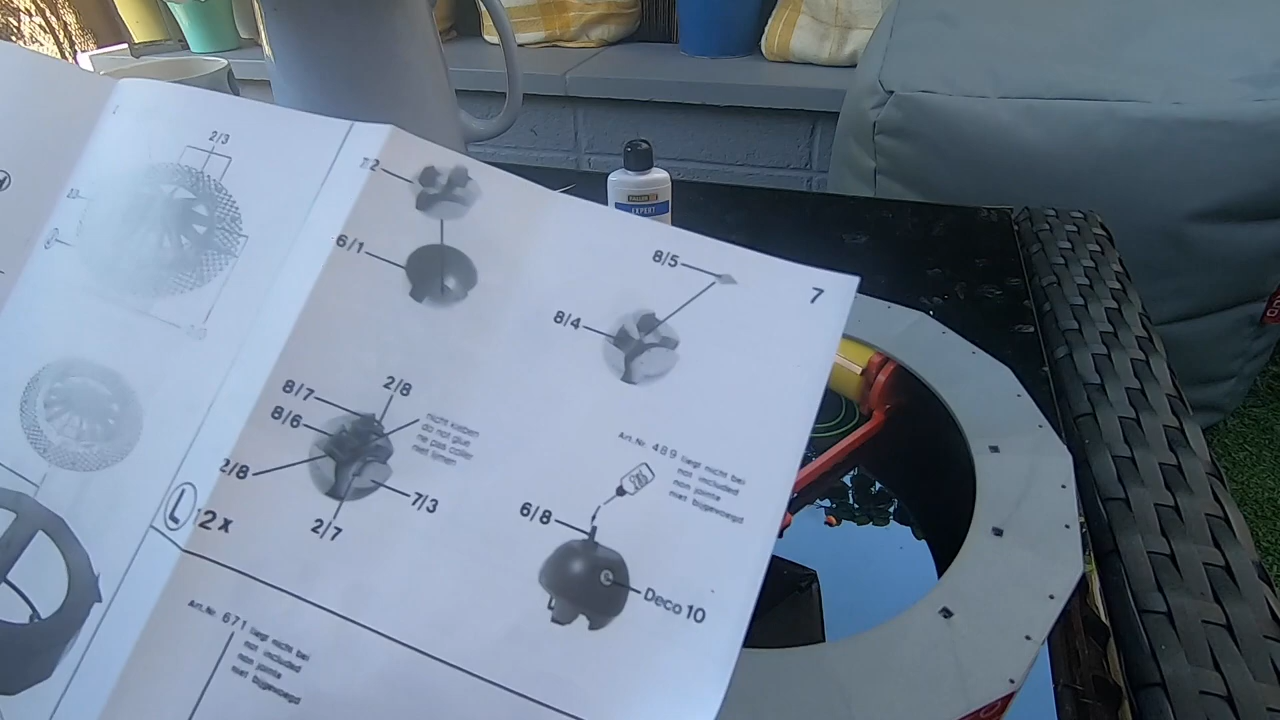 2/3
6/1
8/5
7
8/4
8/7
2/8
8/6
nicht kleben
do not glue
ne pas coller
niet lijmen
2/8
7/3
2/7
L
2x
Art.Nr. 489 liegt nicht bei
not included
non jointe
niet bijgevoegd
6/8
Deco 10
Art.Nr. 671 liegt nicht bei
not included
non jointe
niet bijgevoegd
FALLER
EXPERT